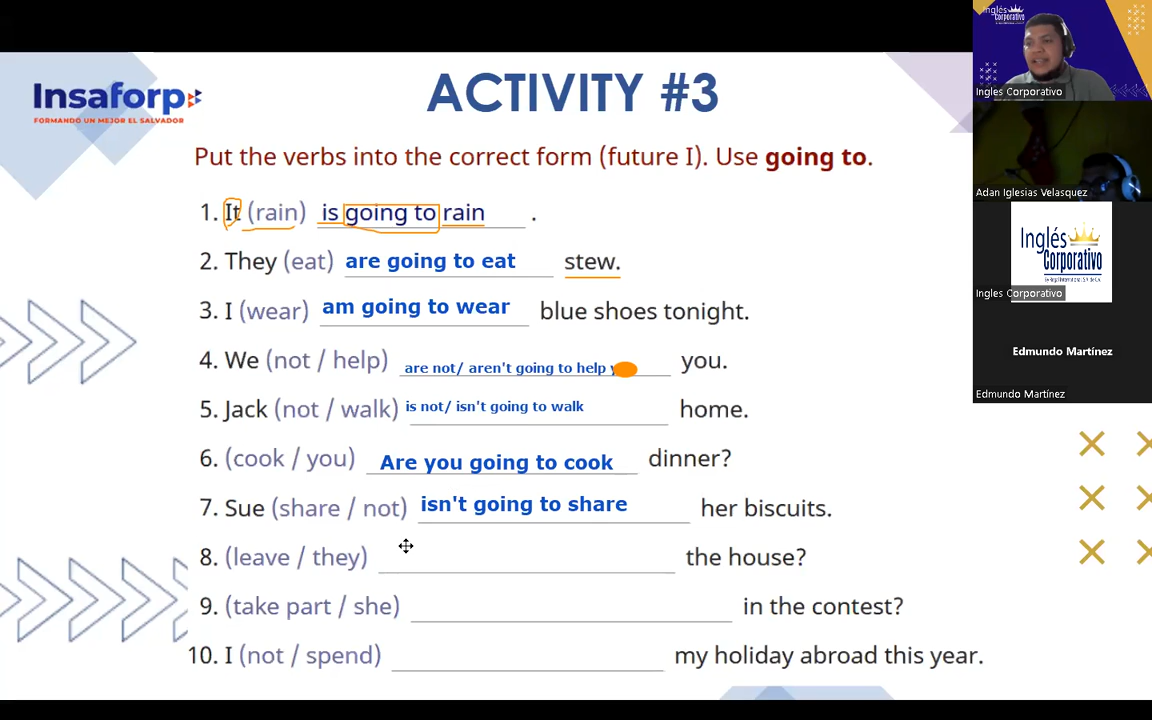 Insaforp
FORMANDO UN MEJOR EL SALVADOR
ACTIVITY #3
Put the verbs into the correct form (future I). Use going to.
1. It (rain) is going to rain .
2. They (eat) are going to eat stew.
3. I (wear) am going to wear blue shoes tonight.
4. We (not / help) are not/ aren't going to help you.
5. Jack (not / walk) is not/ isn't going to walk home.
6. (cook / you) Are you going to cook dinner?
7. Sue (share / not) isn't going to share her biscuits.
8. (leave / they) the house?
9. (take part / she) in the contest?
10. I (not / spend) my holiday abroad this year.
Inglés
Corporativo
Ingles Corporativo
Adan Iglesias Velasquez
Inglés
Corporativo
Ingles Corporativo
Edmundo Martínez
Edmundo Martínez